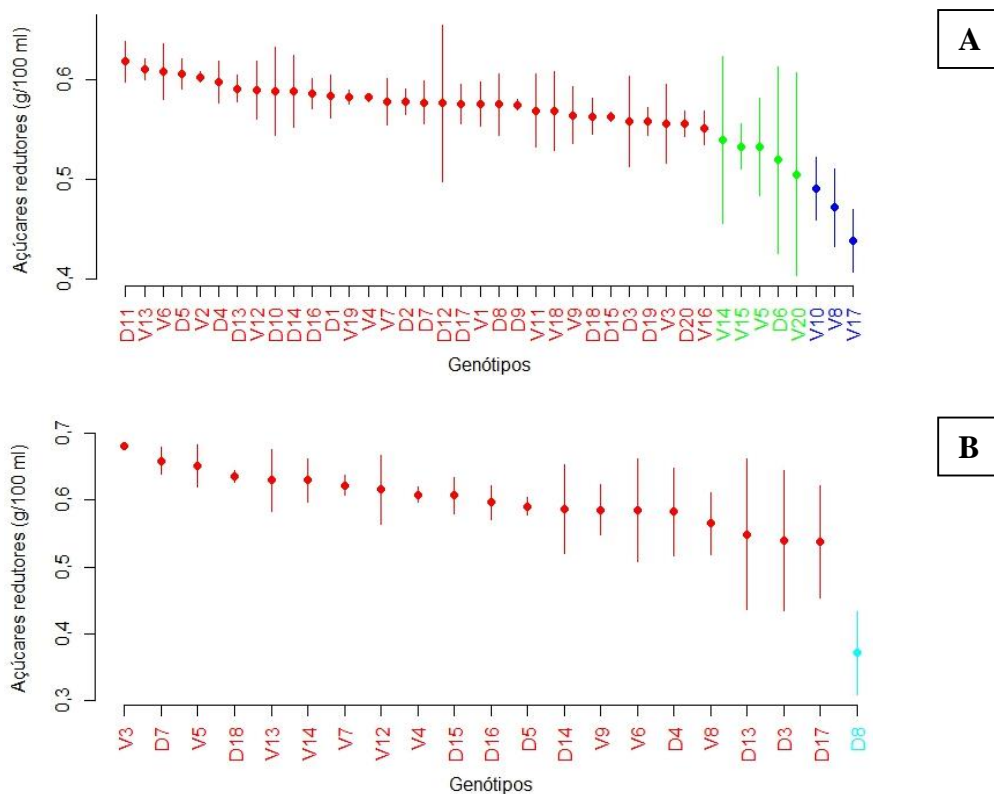 A
Açúcares redutores (g/100 ml)
0,6
0,5
0,4
D11 V13 V6 D5 V2 D4 D13 V12 D10 D14 D16 D1 V19 V4 V7 D2 D7 D12 D17 V1 D8 D9 V11 V18 V9 D18 D15 D3 D19 V3 D20 V16 V14 V15 V5 D6 V20 V10 V8 V17
Genótipos
B
Açúcares redutores (g/100 ml)
0,7
0,6
0,5
0,4
0,3
V3 D7 V5 D18 V13 V14 V7 V12 V4 D15 D16 D5 D14 V9 V6 D4 V8 D13 D3 D17 D8
Genótipos